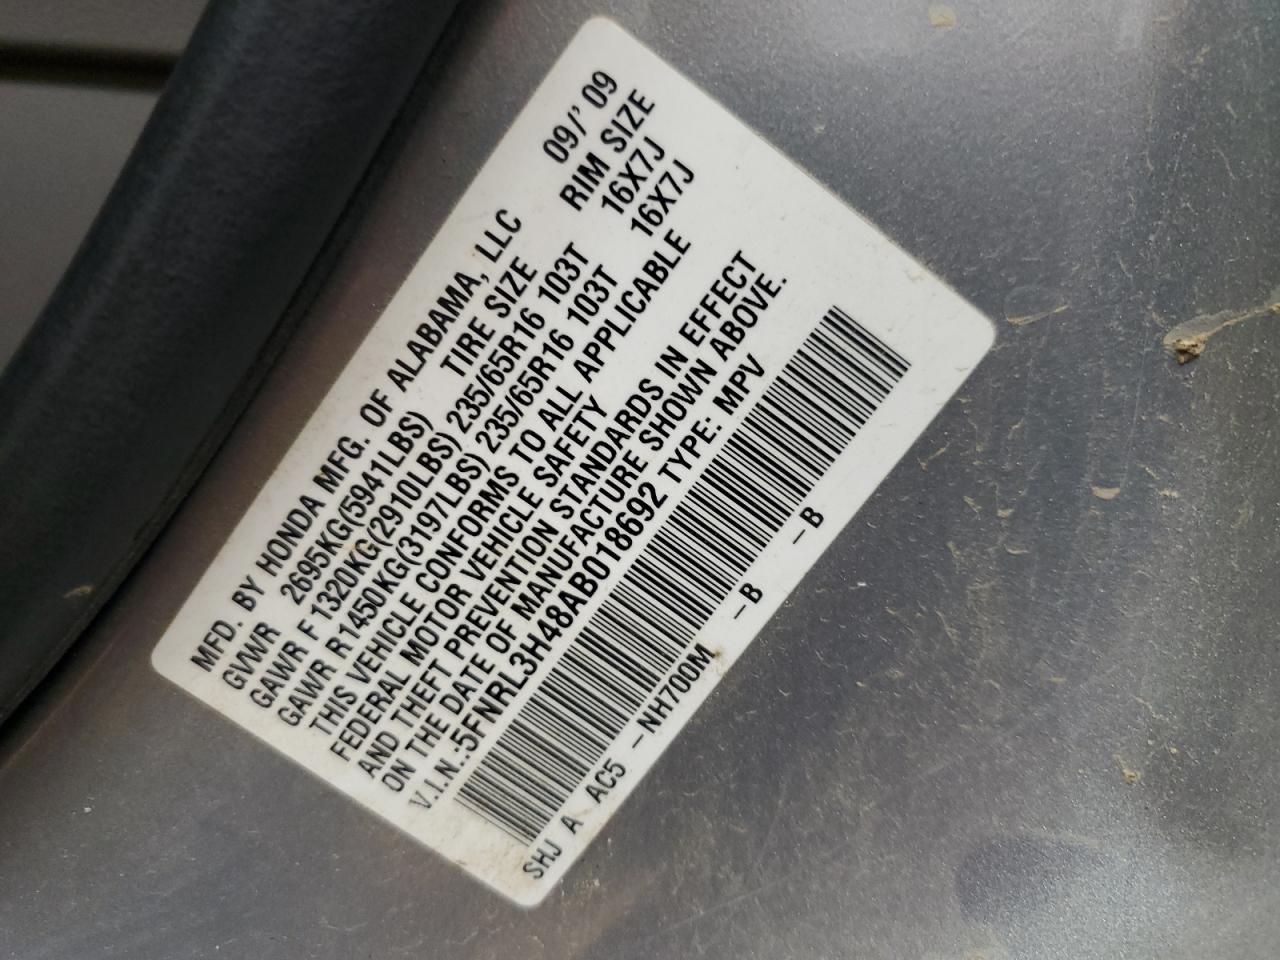 MFD. BY HONDA MFG. OF ALABAMA, LLC 09/' 09
GVWR 2695KG(5941LBS) TIRE SIZE RIM SIZE
GAWR F 1320KG(2910LBS) 235/65R16 103T 16X7J
GAWR R1450KG(3197LBS) 235/65R16 103T 16X7J
THIS VEHICLE CONFORMS TO ALL APPLICABLE
FEDERAL MOTOR VEHICLE SAFETY
AND THEFT PREVENTION STANDARDS IN EFFECT
ON THE DATE OF MANUFACTURE SHOWN ABOVE.
V.I.N.:5FNRL3H48AB018692 TYPE: MPV
SHJ A AC5 -NH700M -B -B